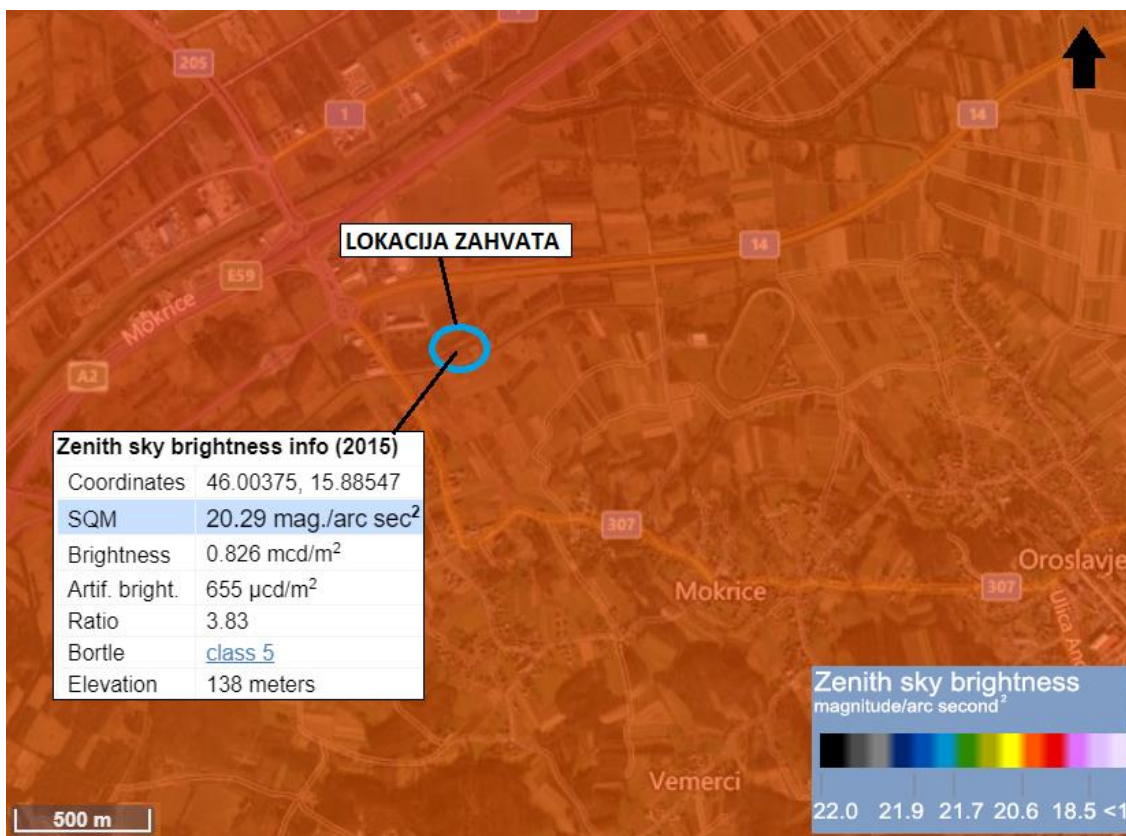 1
205
1
14
LOKACIJA ZAHVATA
14
E59
Mokrice
A2
Zenith sky brightness info (2015)
Coordinates 46.00375, 15.88547
SQM 20.29 mag./arc sec²
Brightness 0.826 mcd/m²
Artif. bright. 655 μcd/m²
Ratio 3.83
Bortle class 5
Elevation 138 meters
307
Oroslavje
Mokrice
307
Ulica
Zenith sky brightness
magnitude/arc second²
Vemerci
22.0 21.9 21.7 20.6 18.5
500 m